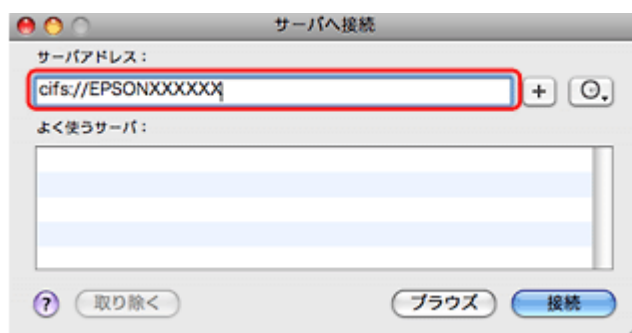 サーバへ接続
サーバアドレス：
cifs://EPSONXXXXXX
+
よく使うサーバ：
? 取り除く ブラウズ 接続